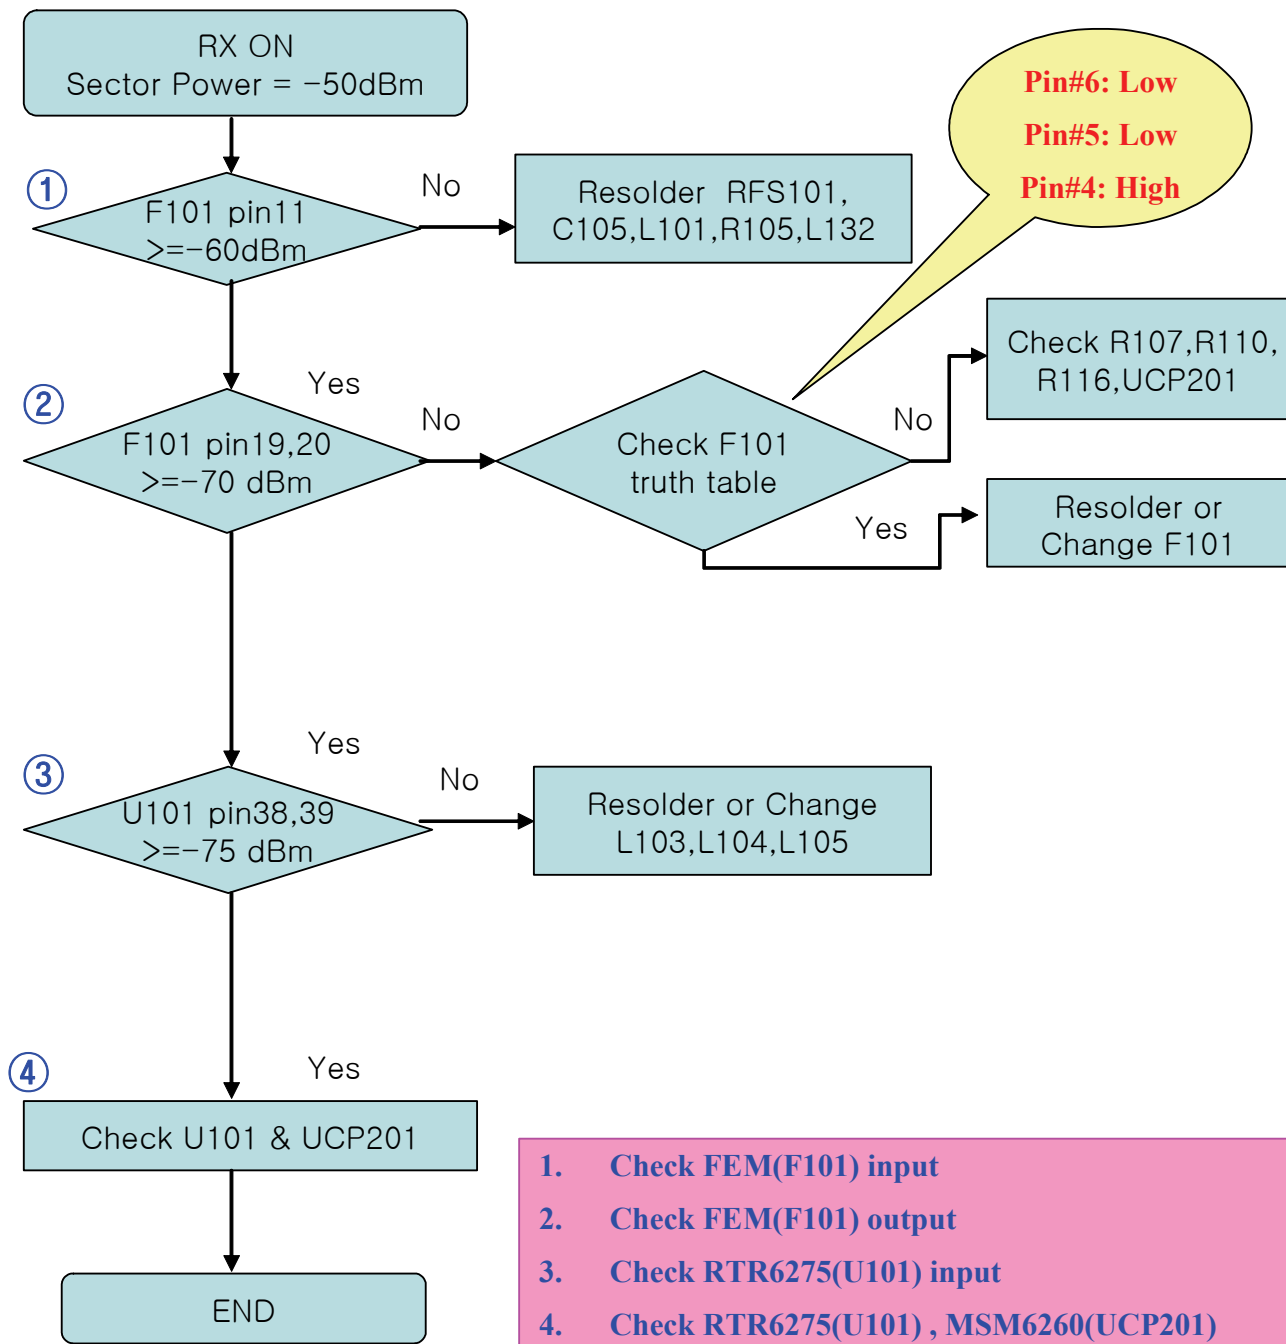 RX ON
Sector Power = -50dBm
Pin#6: Low
Pin#5: Low
Pin#4: High
①
F101 pin11
>=-60dBm
No
Resolder RFS101,
C105,L101,R105,L132
Yes
②
F101 pin19,20
>=-70 dBm
No
Check F101
truth table
No
Check R107,R110,
R116,UCP201
Yes
Resolder or
Change F101
Yes
③
U101 pin38,39
>=-75 dBm
No
Resolder or Change
L103,L104,L105
Yes
④
Check U101 & UCP201
END
1. Check FEM(F101) input
2. Check FEM(F101) output
3. Check RTR6275(U101) input
4. Check RTR6275(U101) , MSM6260(UCP201)